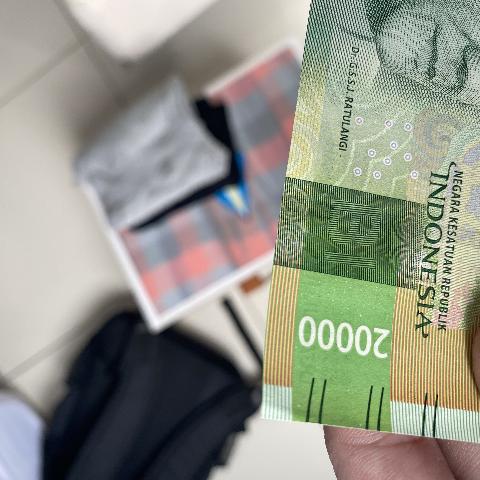 Dr. G.S.S.J. RATULANGI
NEGARA KESATUAN REPUBLIK
INDONESIA
20000